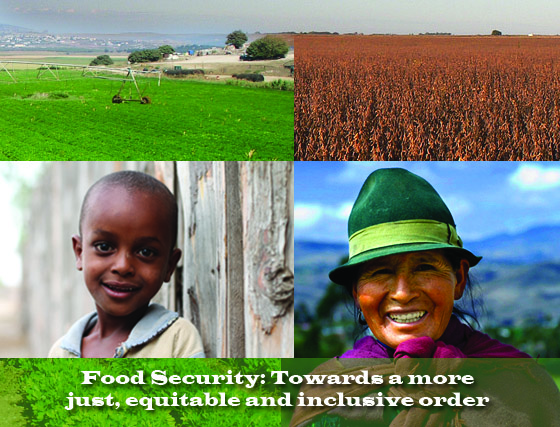 Food Security: Towards a more
just, equitable and inclusive order